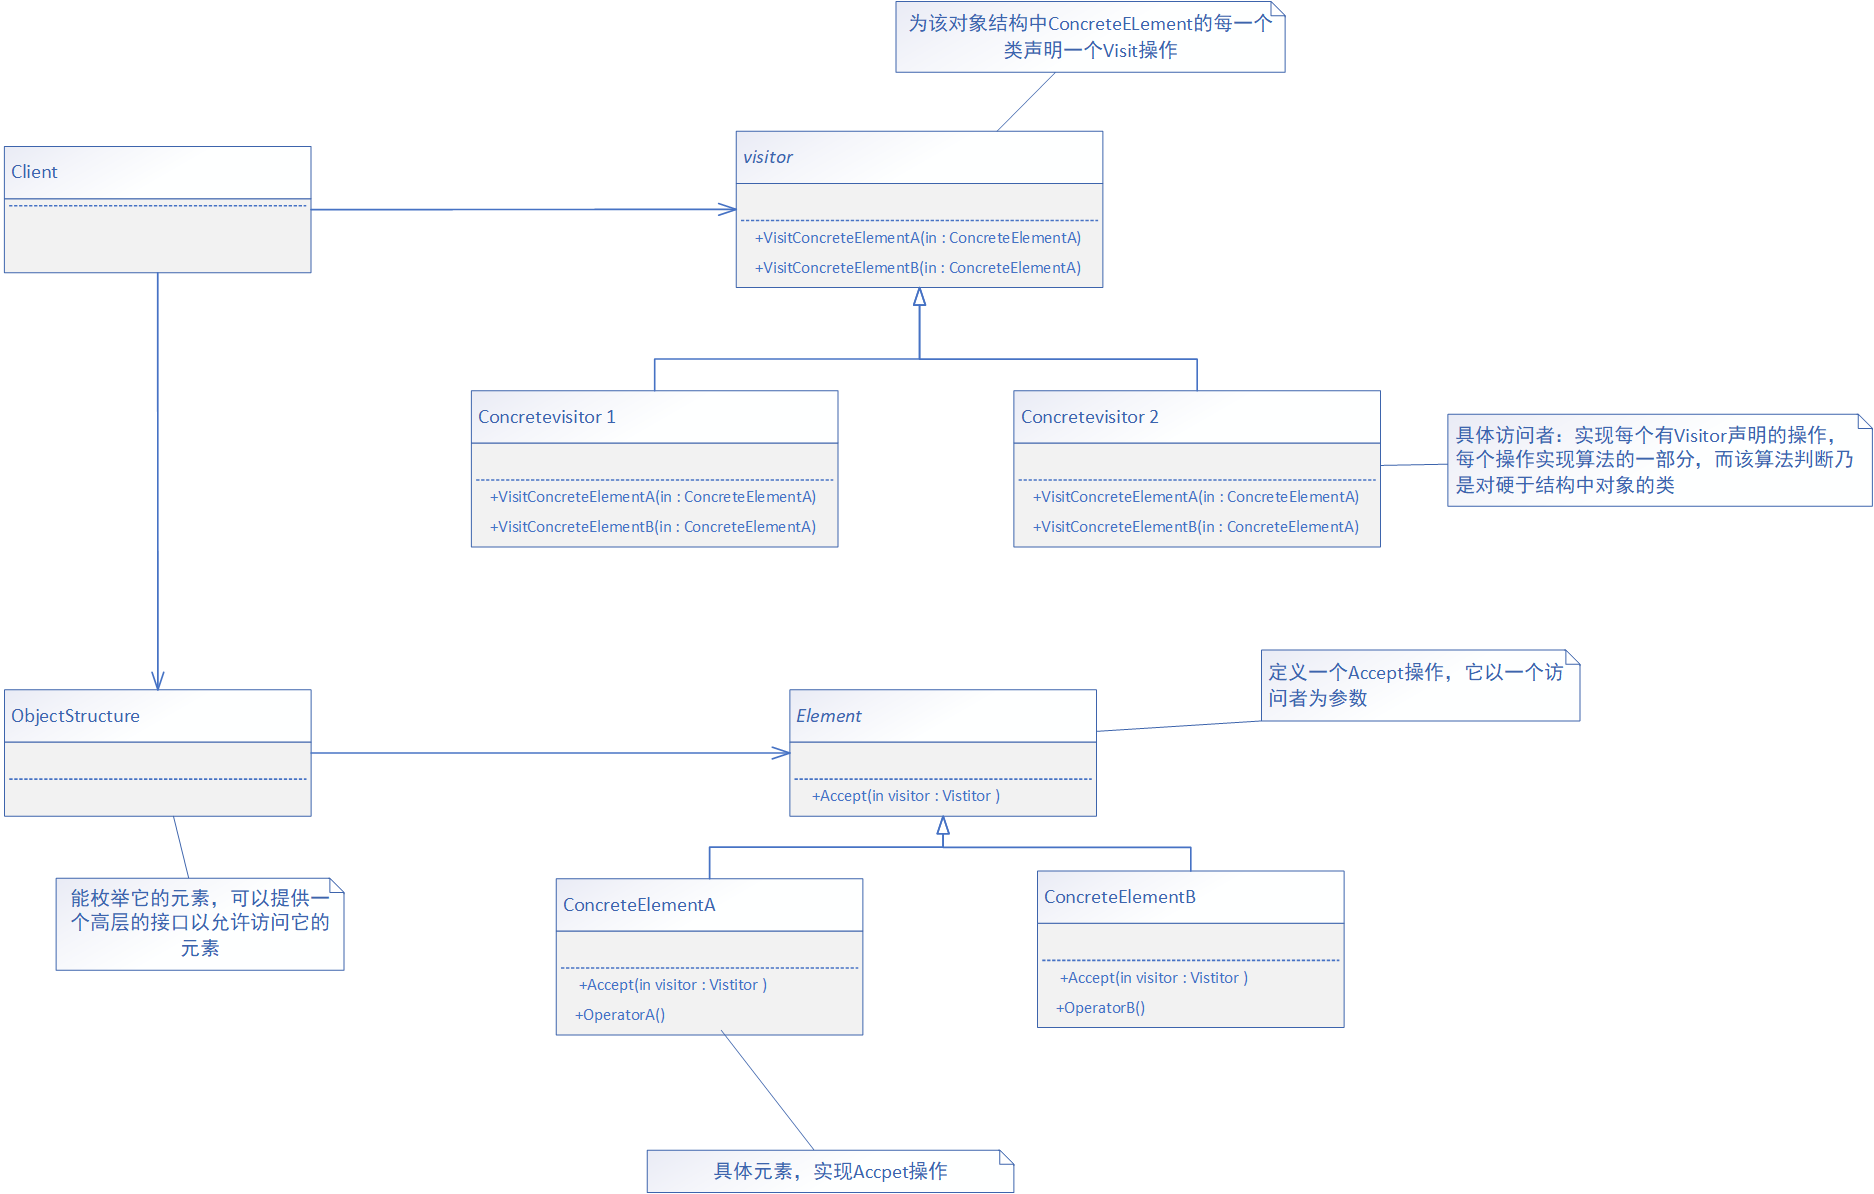 为该对象结构中ConcreteELement的每一个
类声明一个Visit操作
Client
visitor
+VisitConcreteElementA(in : ConcreteElementA)
+VisitConcreteElementB(in : ConcreteElementA)
Concretevisitor 1
+VisitConcreteElementA(in : ConcreteElementA)
+VisitConcreteElementB(in : ConcreteElementA)
Concretevisitor 2
+VisitConcreteElementA(in : ConcreteElementA)
+VisitConcreteElementB(in : ConcreteElementA)
具体访问者：实现每个有Visitor声明的操作，
每个操作实现算法的一部分，而该算法判断乃
是对硬于结构中对象的类
定义一个Accept操作，它以一个访
问者为参数
ObjectStructure
Element
+Accept(in visitor : Vistitor )
能枚举它的元素，可以提供一
个高层的接口以允许访问它的
元素
ConcreteElementA
+Accept(in visitor : Vistitor )
+OperatorA()
ConcreteElementB
+Accept(in visitor : Vistitor )
+OperatorB()
具体元素，实现Accpet操作